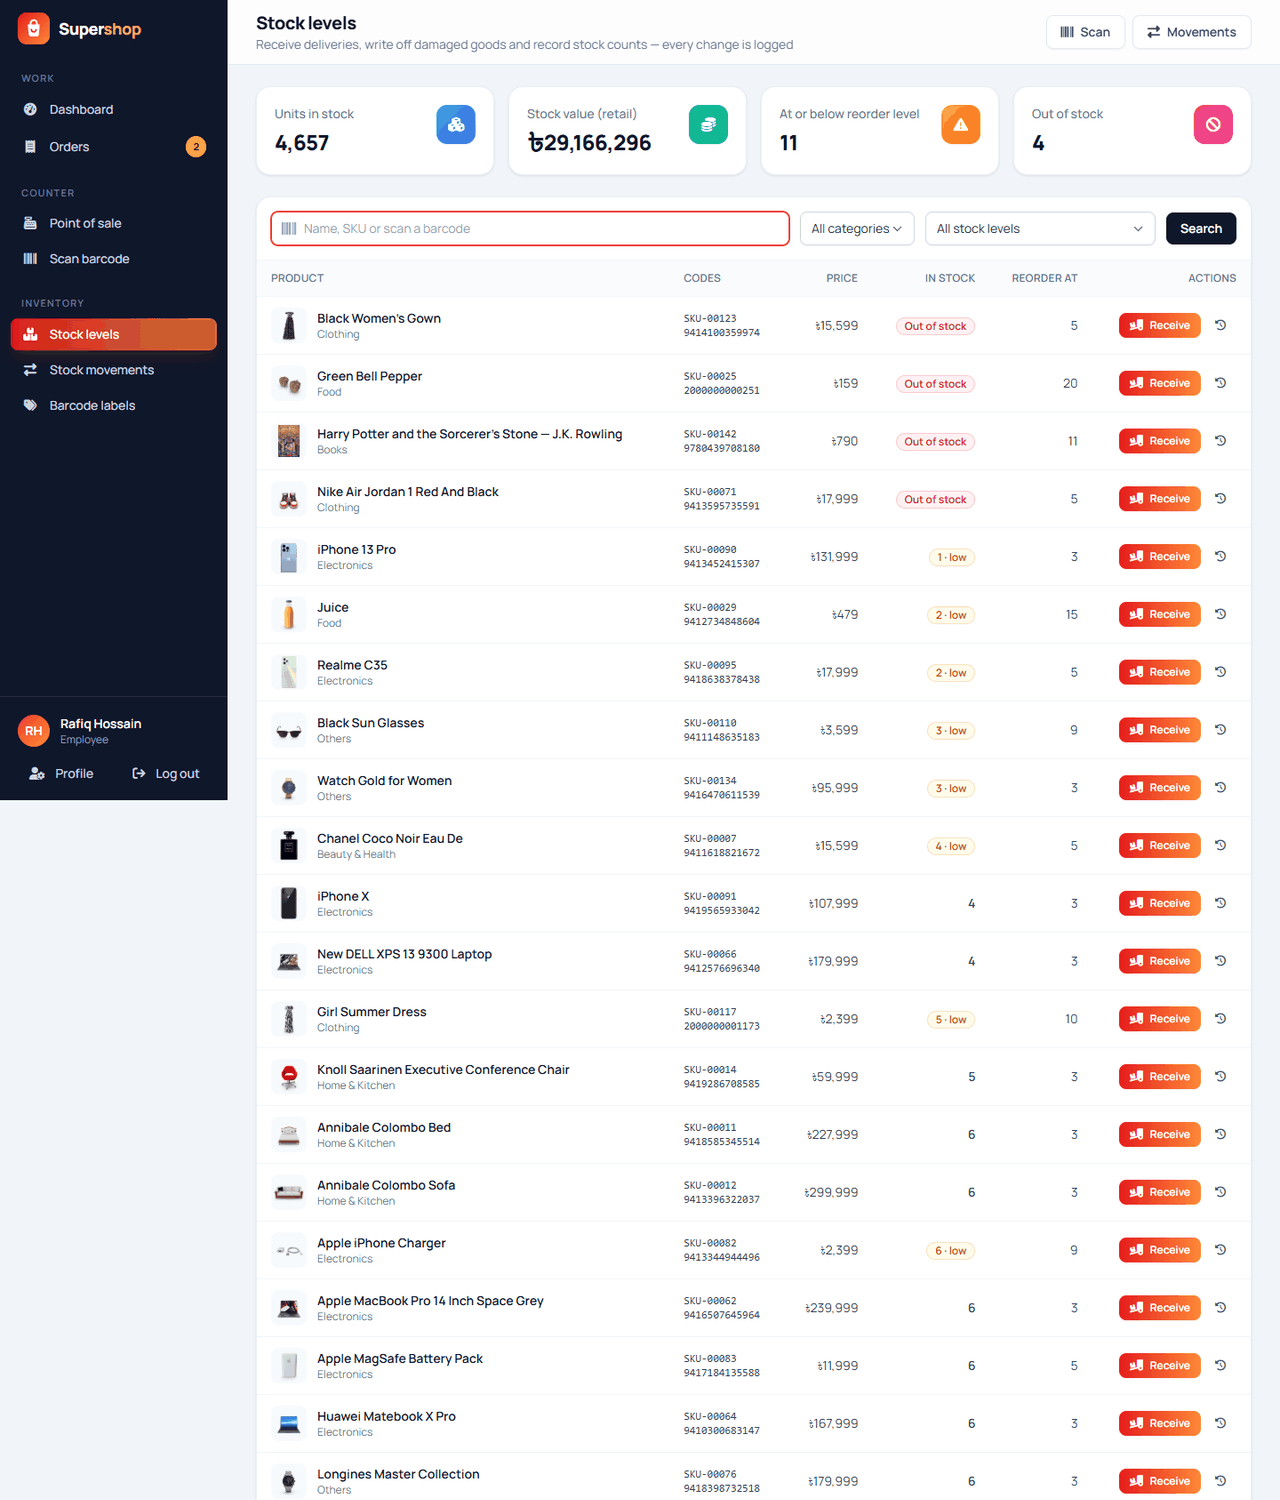 Supershop
WORK
Dashboard
Orders 2
COUNTER
Point of sale
Scan barcode
INVENTORY
Stock levels
Stock movements
Barcode labels
RH
Rafiq Hossain
Employee
Profile Log out
Stock levels
Receive deliveries, write off damaged goods and record stock counts — every change is logged
Scan Movements
Units in stock
4,657
Stock value (retail)
৳29,166,296
At or below reorder level
11
Out of stock
4
Name, SKU or scan a barcode All categories All stock levels Search
PRODUCT CODES PRICE IN STOCK REORDER AT ACTIONS
Black Women's Gown
Clothing
SKU-00123
9414100359974
৳15,599 Out of stock 5 Receive
Green Bell Pepper
Food
SKU-00025
2000000000251
৳159 Out of stock 20 Receive
Harry Potter and the Sorcerer's Stone — J.K. Rowling
Books
SKU-00142
9780439708180
৳790 Out of stock 11 Receive
Nike Air Jordan 1 Red And Black
Clothing
SKU-00071
9413595735591
৳17,999 Out of stock 5 Receive
iPhone 13 Pro
Electronics
SKU-00090
9413452415307
৳131,999 1 · low 3 Receive
Juice
Food
SKU-00029
9412734848604
৳479 2 · low 15 Receive
Realme C35
Electronics
SKU-00095
9418638378438
৳17,999 2 · low 5 Receive
Black Sun Glasses
Others
SKU-00110
9411148635183
৳3,599 3 · low 9 Receive
Watch Gold for Women
Others
SKU-00134
9416470611539
৳95,999 3 · low 3 Receive
Chanel Coco Noir Eau De
Beauty & Health
SKU-00007
9411618821672
৳15,599 4 · low 5 Receive
iPhone X
Electronics
SKU-00091
9419565933042
৳107,999 4 3 Receive
New DELL XPS 13 9300 Laptop
Electronics
SKU-00066
9412576696340
৳179,999 4 3 Receive
Girl Summer Dress
Clothing
SKU-00117
2000000001173
৳2,399 5 · low 10 Receive
Knoll Saarinen Executive Conference Chair
Home & Kitchen
SKU-00014
9419286708585
৳59,999 5 3 Receive
Annibale Colombo Bed
Home & Kitchen
SKU-00011
9418585345514
৳227,999 6 3 Receive
Annibale Colombo Sofa
Home & Kitchen
SKU-00012
9413396322037
৳299,999 6 3 Receive
Apple iPhone Charger
Electronics
SKU-00082
9413344944496
৳2,399 6 · low 9 Receive
Apple MacBook Pro 14 Inch Space Grey
Electronics
SKU-00062
9416507645964
৳239,999 6 3 Receive
Apple MagSafe Battery Pack
Electronics
SKU-00083
9417184135588
৳11,999 6 5 Receive
Huawei Matebook X Pro
Electronics
SKU-00064
9410300683147
৳167,999 6 3 Receive
Longines Master Collection
Others
SKU-00076
9418398732518
৳179,999 6 3 Receive